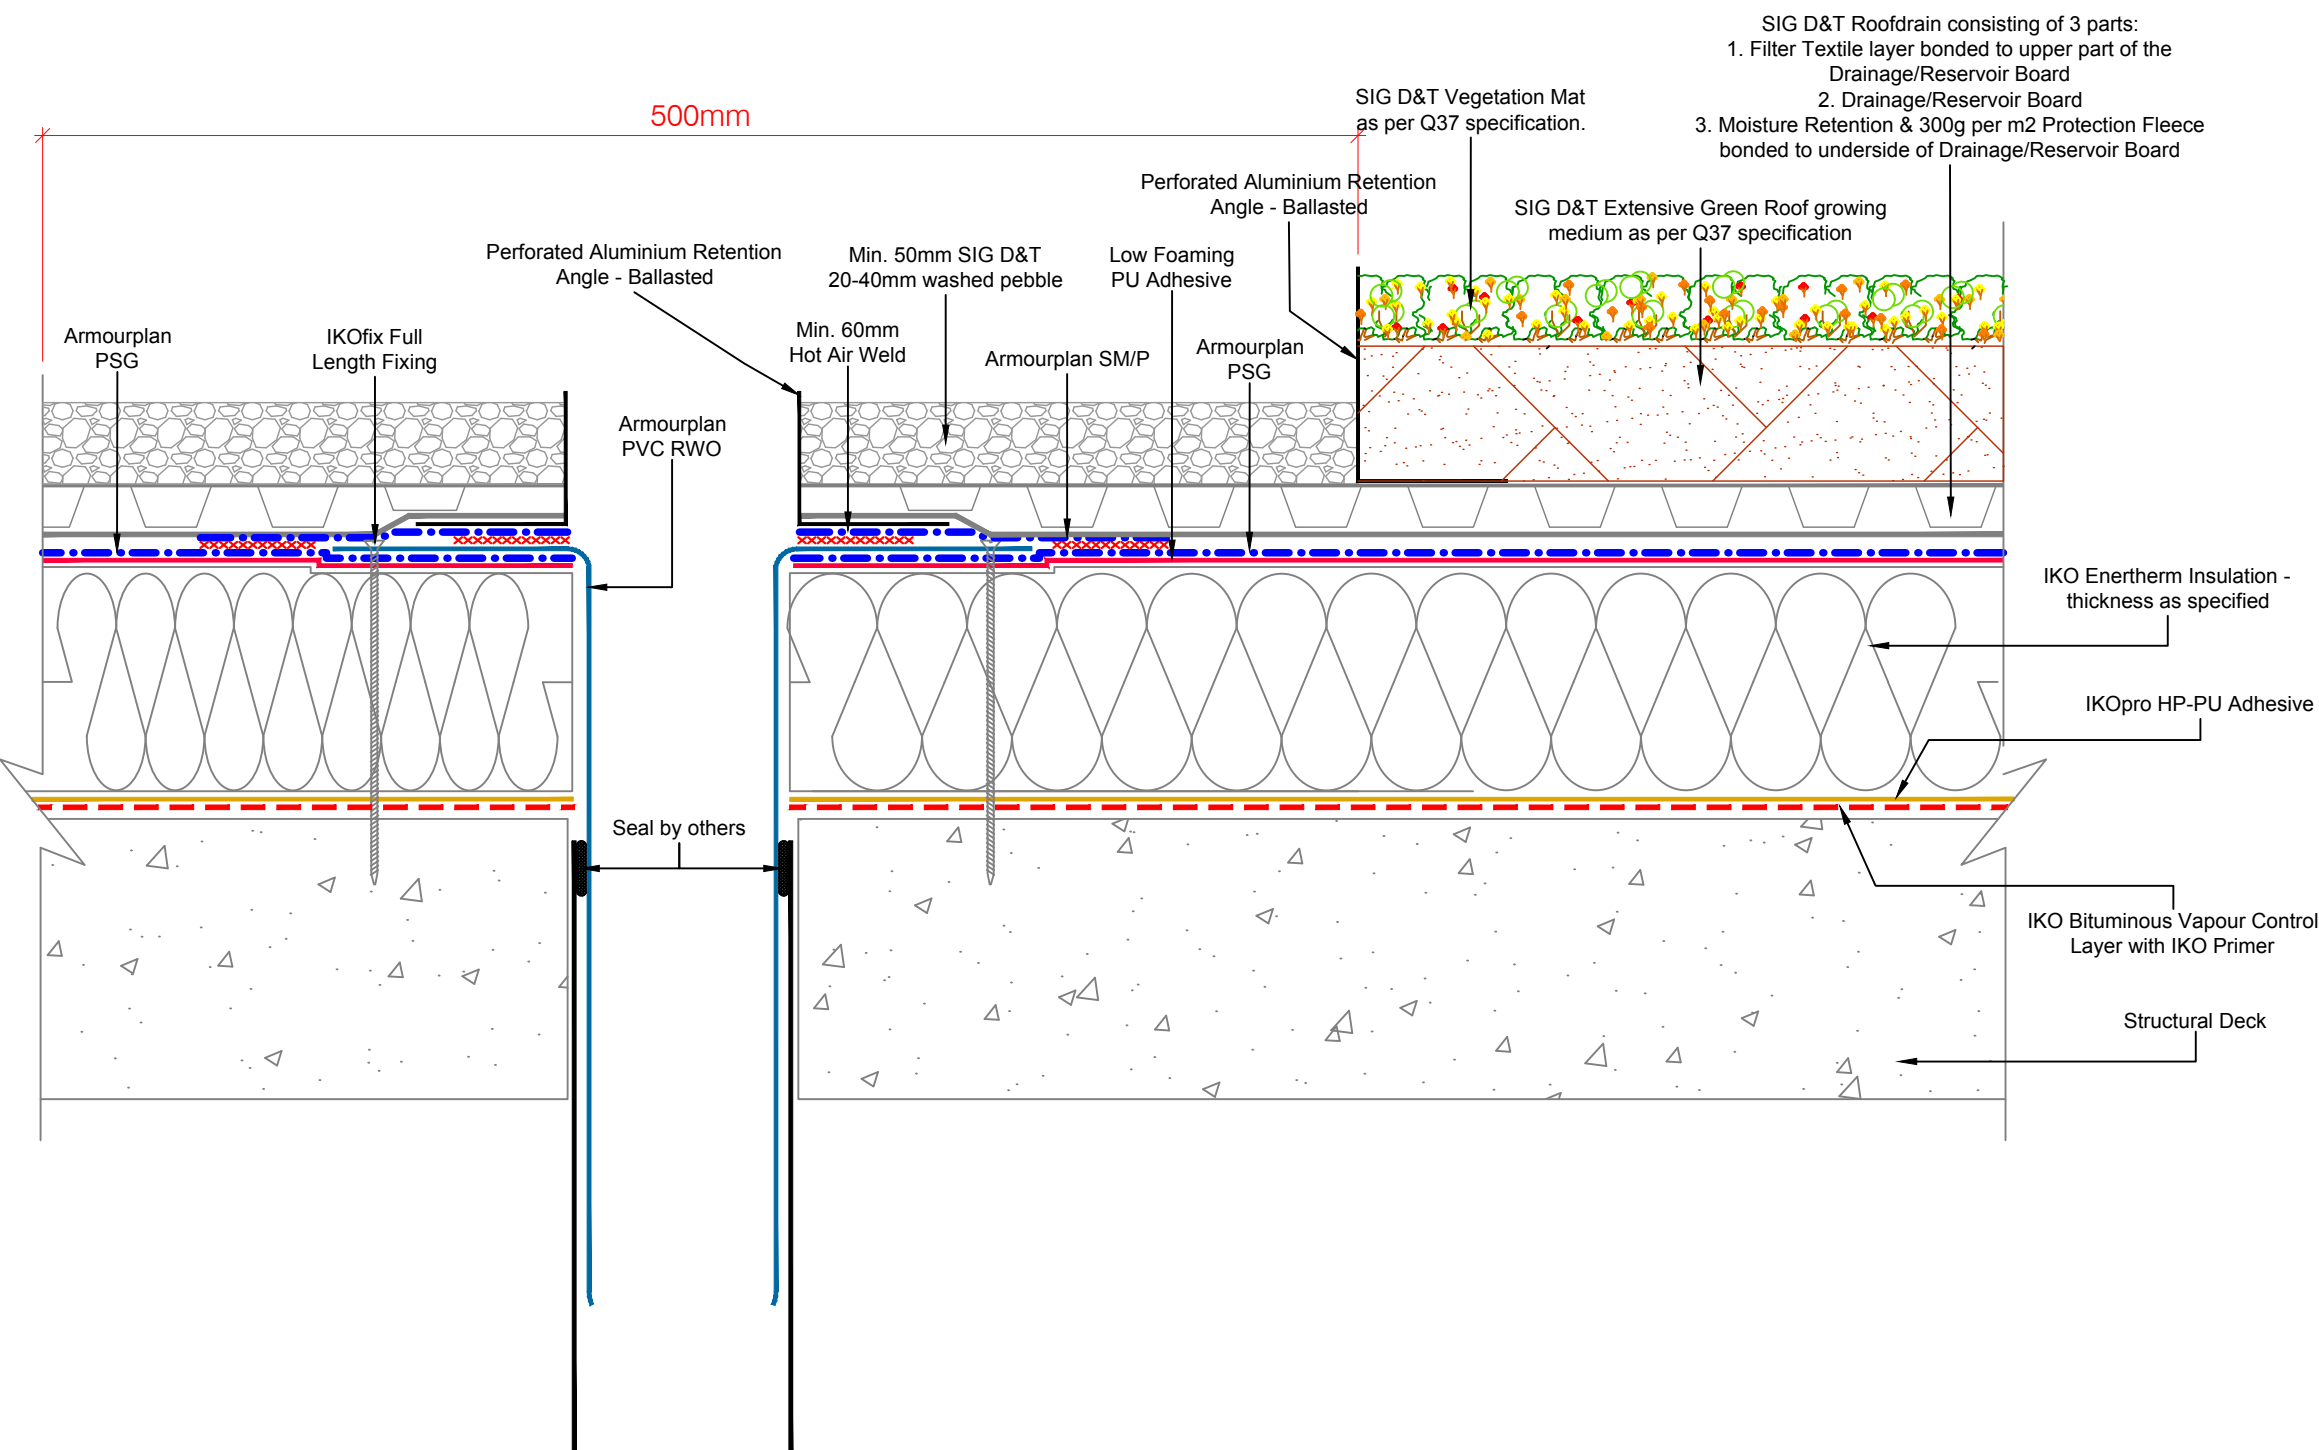 SIG D&T Roofdrain consisting of 3 parts:
1. Filter Textile layer bonded to upper part of the
Drainage/Reservoir Board
2. Drainage/Reservoir Board
3. Moisture Retention & 300g per m2 Protection Fleece
bonded to underside of Drainage/Reservoir Board
500mm
SIG D&T Vegetation Mat
as per Q37 specification.
Perforated Aluminium Retention
Angle - Ballasted
SIG D&T Extensive Green Roof growing
medium as per Q37 specification
Perforated Aluminium Retention
Angle - Ballasted
Min. 50mm SIG D&T
20-40mm washed pebble
Low Foaming
PU Adhesive
Armourplan
PSG
IKOfix Full
Length Fixing
Min. 60mm
Hot Air Weld
Armourplan SM/P
Armourplan
PSG
Armourplan
PVC RWO
IKO Enertherm Insulation -
thickness as specified
IKOpro HP-PU Adhesive
Seal by others
IKO Bituminous Vapour Control
Layer with IKO Primer
Structural Deck